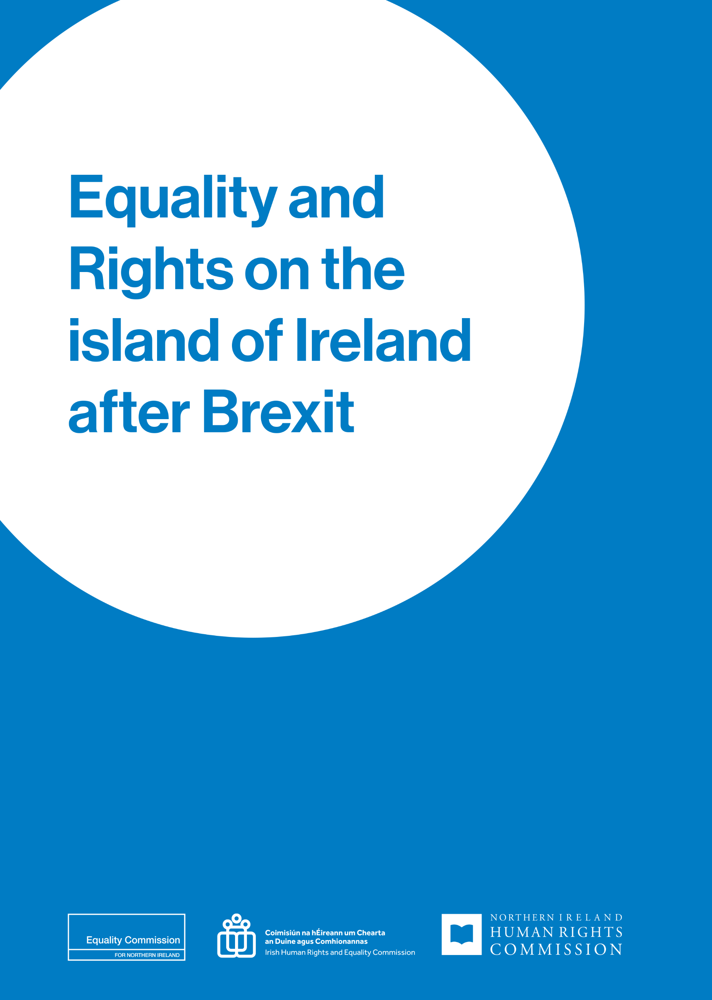 Equality and
Rights on the
island of Ireland
after Brexit
Equality Commission
FOR NORTHERN IRELAND
Coimisiún na hÉireann um Chearta
an Duine agus Comhionannas
Irish Human Rights and Equality Commission
NORTHERN IRELAND
HUMAN RIGHTS
COMMISSION